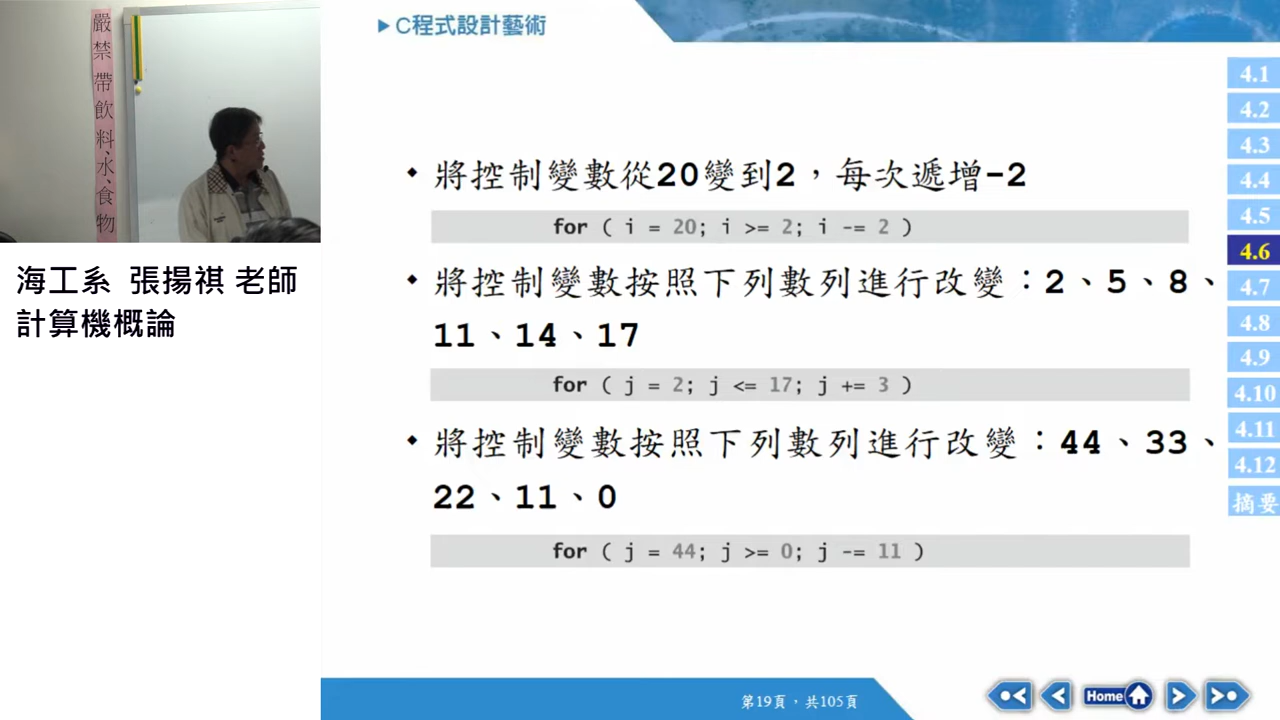 嚴禁帶飲料、水、食物
海工系 張揚祺 老師
計算機概論
C程式設計藝術
將控制變數從20變到2，每次遞增-2
for ( i = 20; i >= 2; i -= 2 )
將控制變數按照下列數列進行改變：2、5、8、
11、14、17
for ( j = 2; j <= 17; j += 3 )
將控制變數按照下列數列進行改變：44、33、
22、11、0
for ( j = 44; j >= 0; j -= 11 )
4.1
4.2
4.3
4.4
4.5
4.6
4.7
4.8
4.9
4.10
4.11
4.12
摘要
第19頁，共105頁
Home